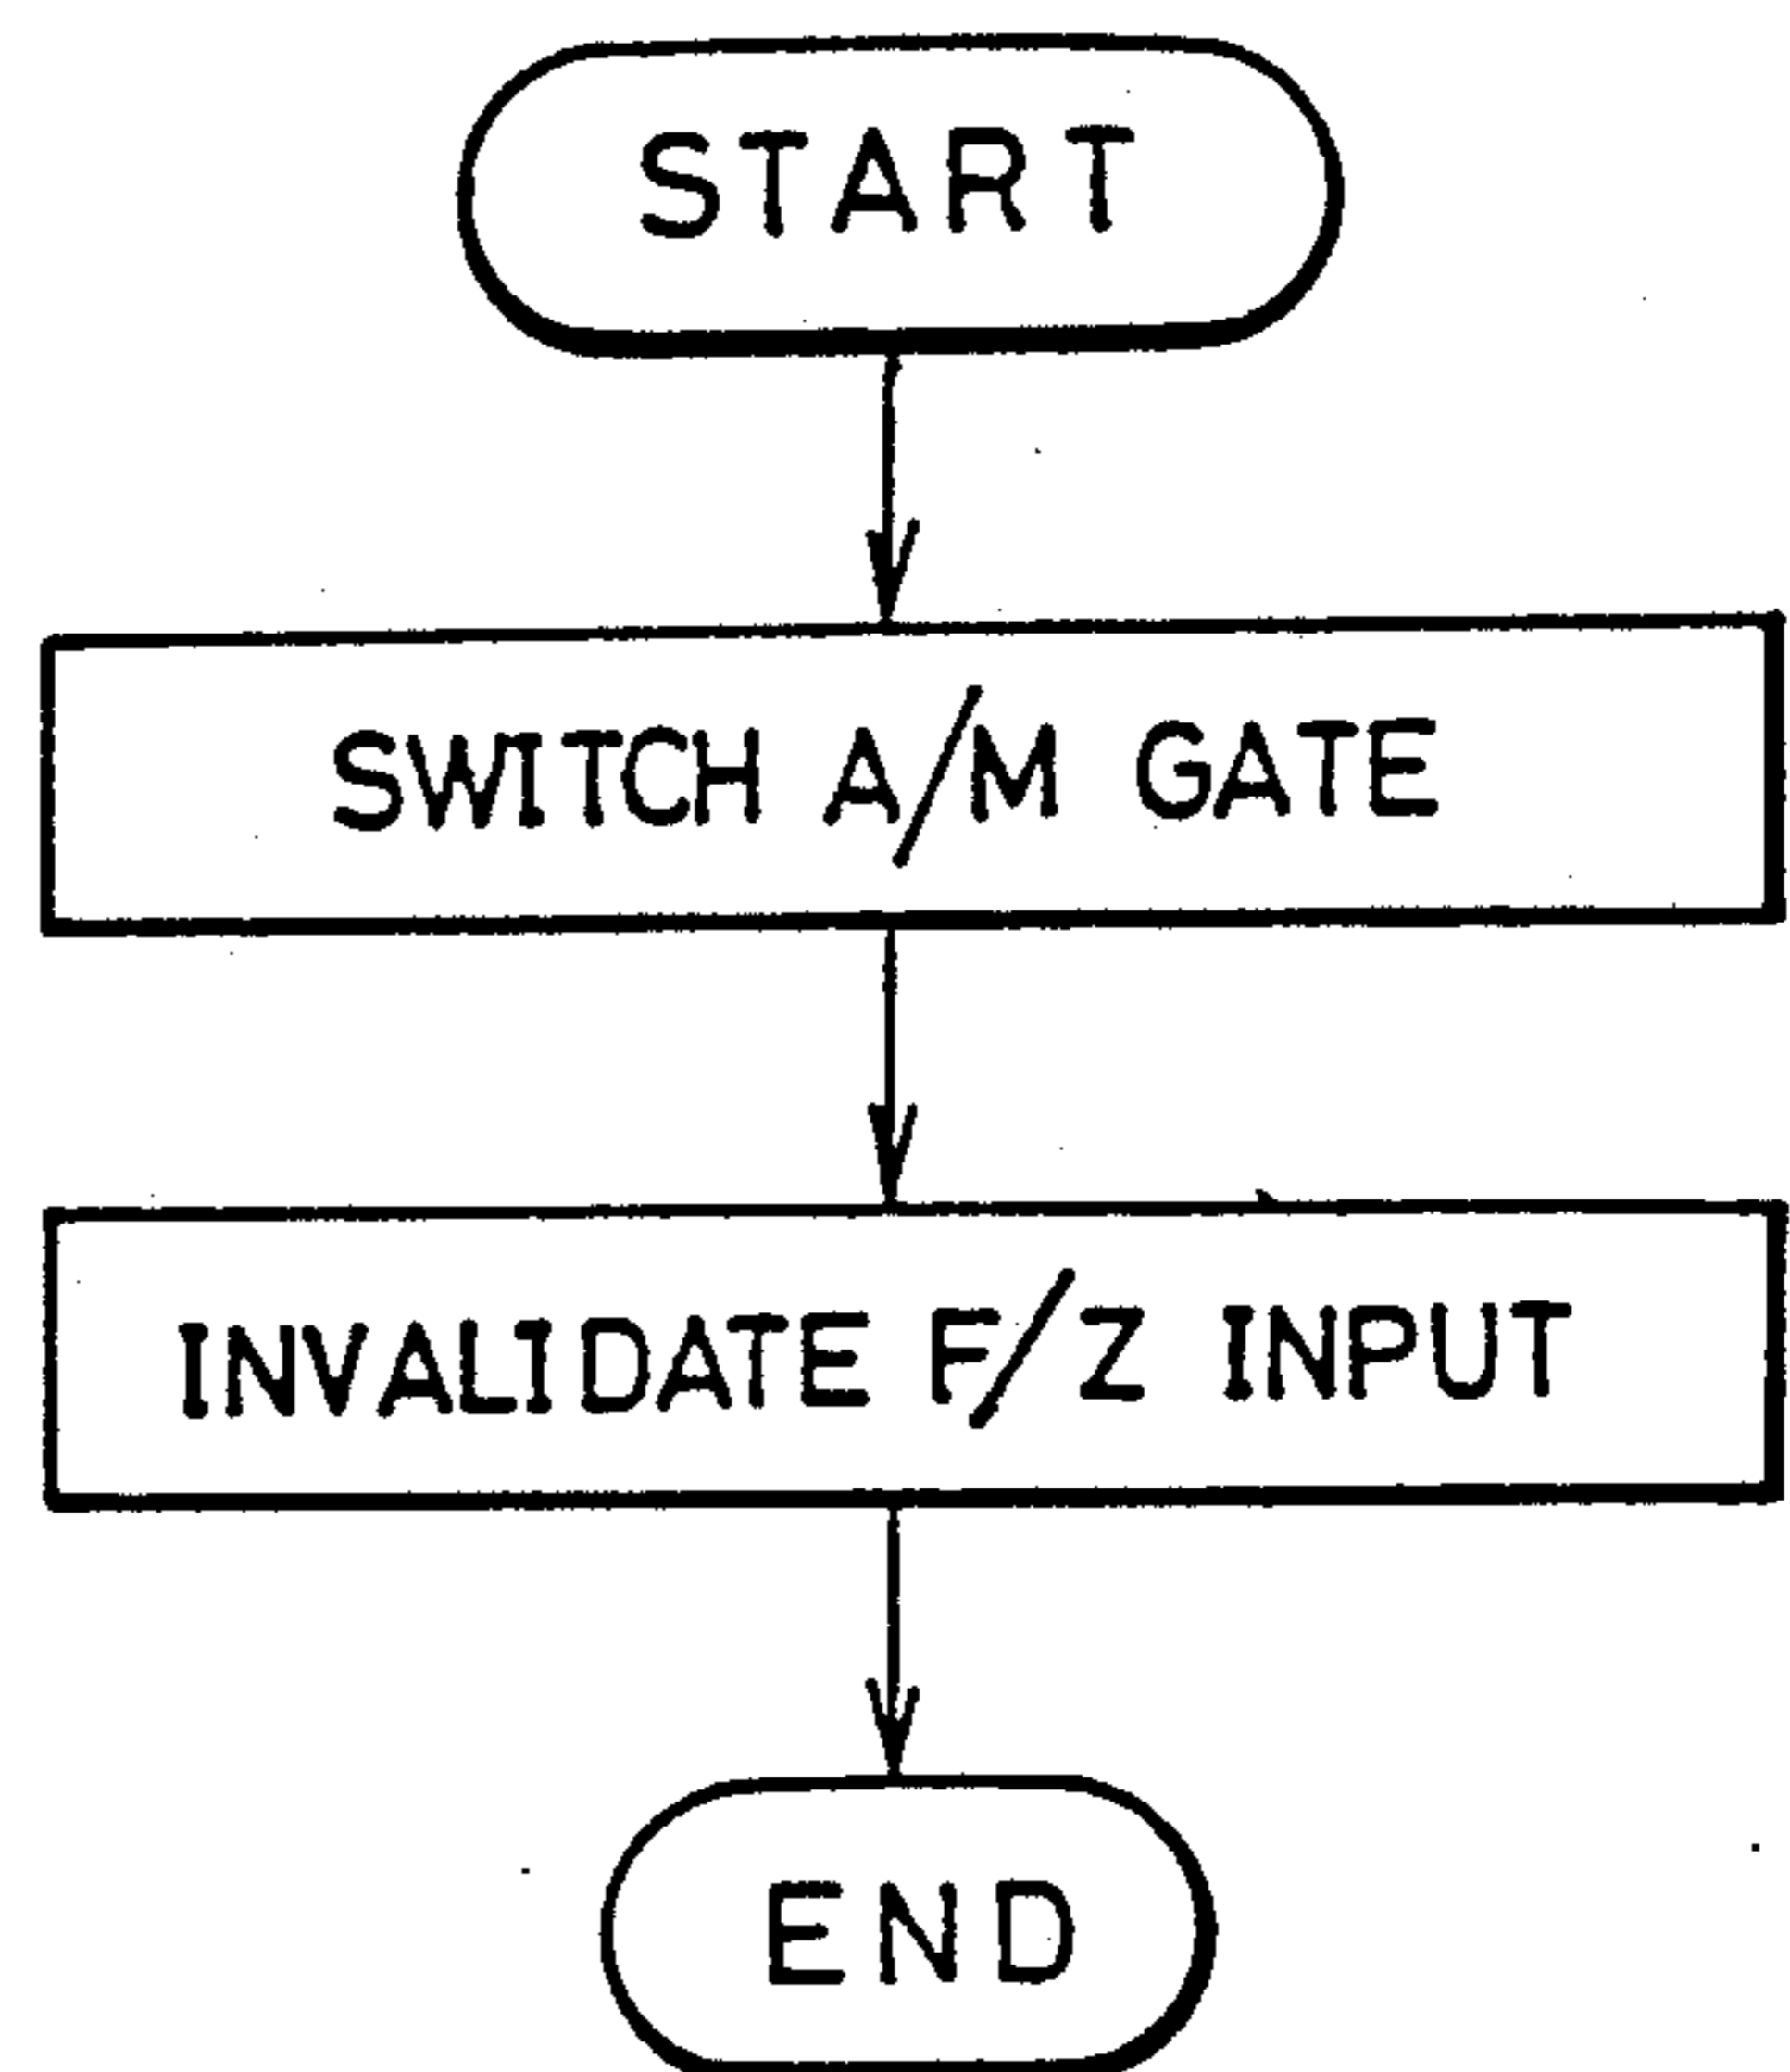 START
SWITCH A/M GATE
INVALIDATE F/Z INPUT
END